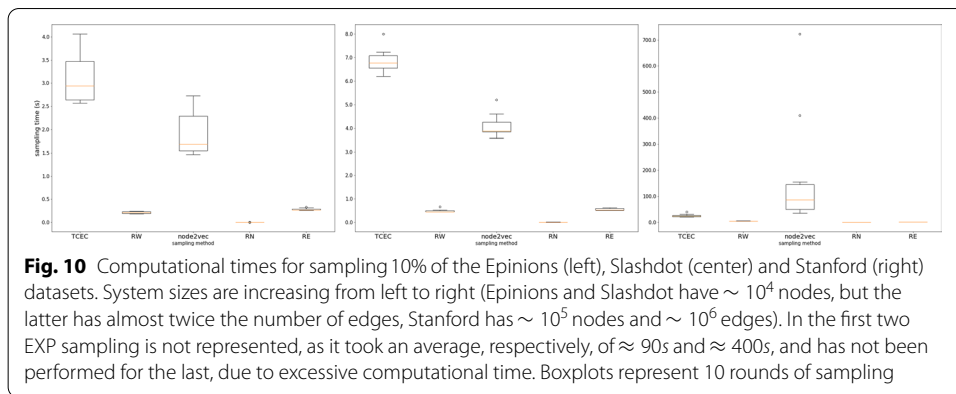 4.0
3.5
3.0
2.5
2.0
1.5
1.0
0.5
0.0
sampling time (s)
TCEC RW node2vec RN RE
sampling method
8.0
7.0
6.0
5.0
4.0
3.0
2.0
1.0
0.0
TCEC RW node2vec RN RE
sampling method
700.0
600.0
500.0
400.0
300.0
200.0
100.0
0.0
TCEC RW node2vec RN RE
sampling method
Fig. 10 Computational times for sampling 10% of the Epinions (left), Slashdot (center) and Stanford (right)
datasets. System sizes are increasing from left to right (Epinions and Slashdot have ∼ 10⁴ nodes, but the
latter has almost twice the number of edges, Stanford has ∼ 10⁵ nodes and ∼ 10⁶ edges). In the first two
EXP sampling is not represented, as it took an average, respectively, of ≈ 90s and ≈ 400s, and has not been
performed for the last, due to excessive computational time. Boxplots represent 10 rounds of sampling